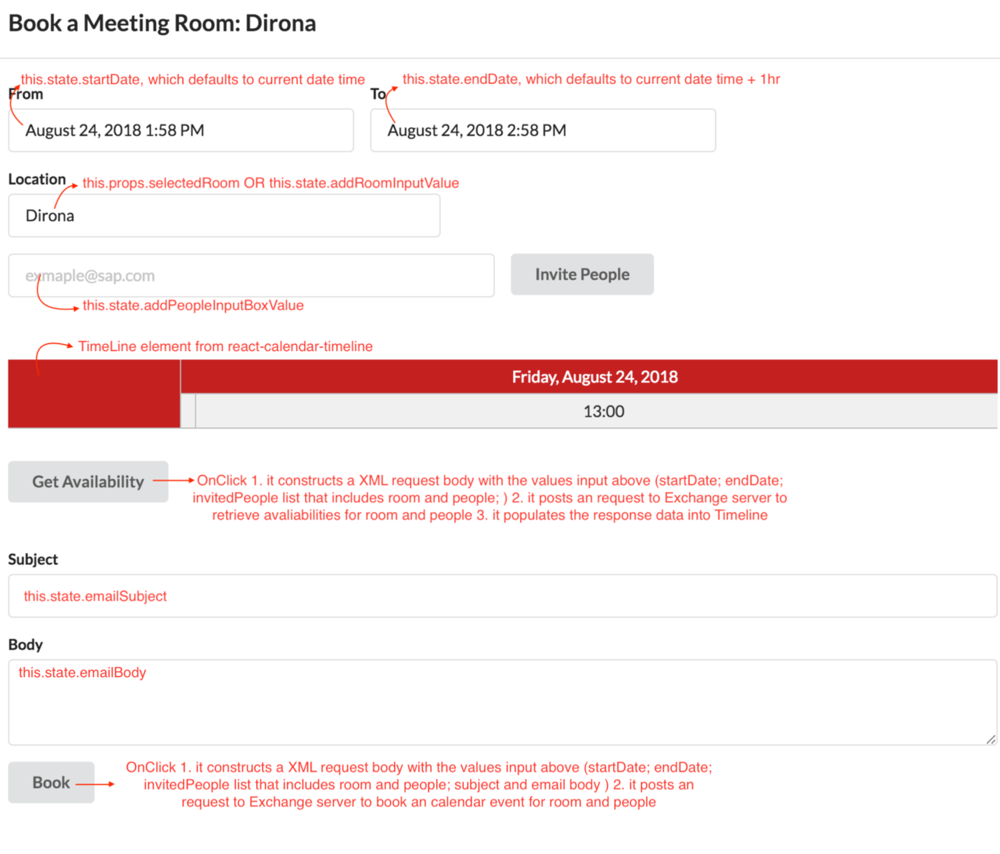 Book a Meeting Room: Dirona
this.state.startDate, which defaults to current date time
this.state.endDate, which defaults to current date time + 1hr
From
To
August 24, 2018 1:58 PM
August 24, 2018 2:58 PM
Location
this.props.selectedRoom OR this.state.addRoomInputValue
Dirona
exmaple@sap.com
Invite People
this.state.addPeopleInputBoxValue
TimeLine element from react-calendar-timeline
Friday, August 24, 2018
13:00
Get Availability
OnClick 1. it constructs a XML request body with the values input above (startDate; endDate;
invitedPeople list that includes room and people; ) 2. it posts an request to Exchange server to
retrieve avaliabilities for room and people 3. it populates the response data into Timeline
Subject
this.state.emailSubject
Body
this.state.emailBody
Book
OnClick 1. it constructs a XML request body with the values input above (startDate; endDate;
invitedPeople list that includes room and people; subject and email body ) 2. it posts an
request to Exchange server to book an calendar event for room and people